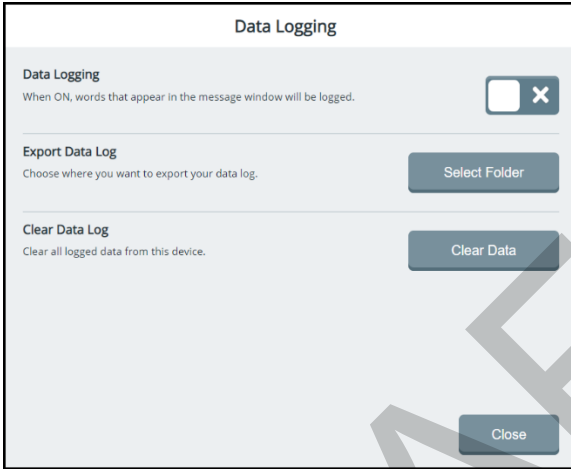 Data Logging
Data Logging
When ON, words that appear in the message window will be logged.
Export Data Log
Choose where you want to export your data log.
Select Folder
Clear Data Log
Clear all logged data from this device.
Clear Data
Close